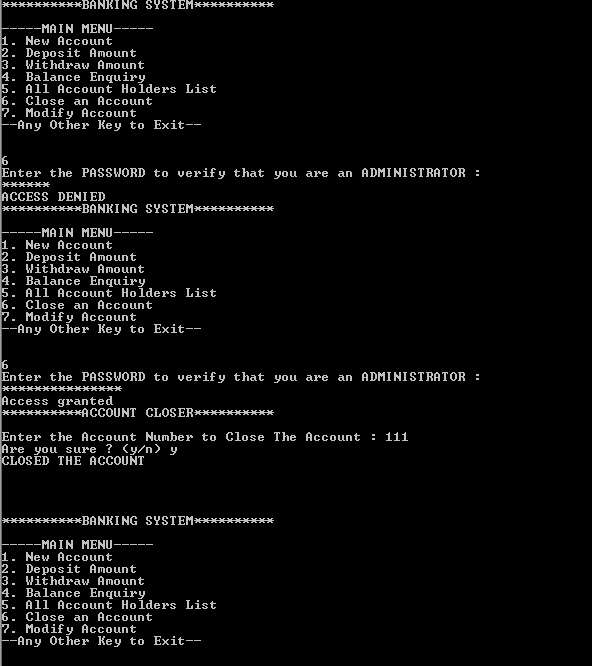 **********BANKING SYSTEM**********
-----MAIN MENU-----
1. New Account
2. Deposit Amount
3. Withdraw Amount
4. Balance Enquiry
5. All Account Holders List
6. Close an Account
7. Modify Account
--Any Other Key to Exit--
6
Enter the PASSWORD to verify that you are an ADMINISTRATOR :
******
ACCESS DENIED
**********BANKING SYSTEM**********
-----MAIN MENU-----
1. New Account
2. Deposit Amount
3. Withdraw Amount
4. Balance Enquiry
5. All Account Holders List
6. Close an Account
7. Modify Account
--Any Other Key to Exit--
6
Enter the PASSWORD to verify that you are an ADMINISTRATOR :
***************
Access granted
**********ACCOUNT CLOSER**********
Enter the Account Number to Close The Account : 111
Are you sure ? (y/n) y
CLOSED THE ACCOUNT
**********BANKING SYSTEM**********
-----MAIN MENU-----
1. New Account
2. Deposit Amount
3. Withdraw Amount
4. Balance Enquiry
5. All Account Holders List
6. Close an Account
7. Modify Account
--Any Other Key to Exit--